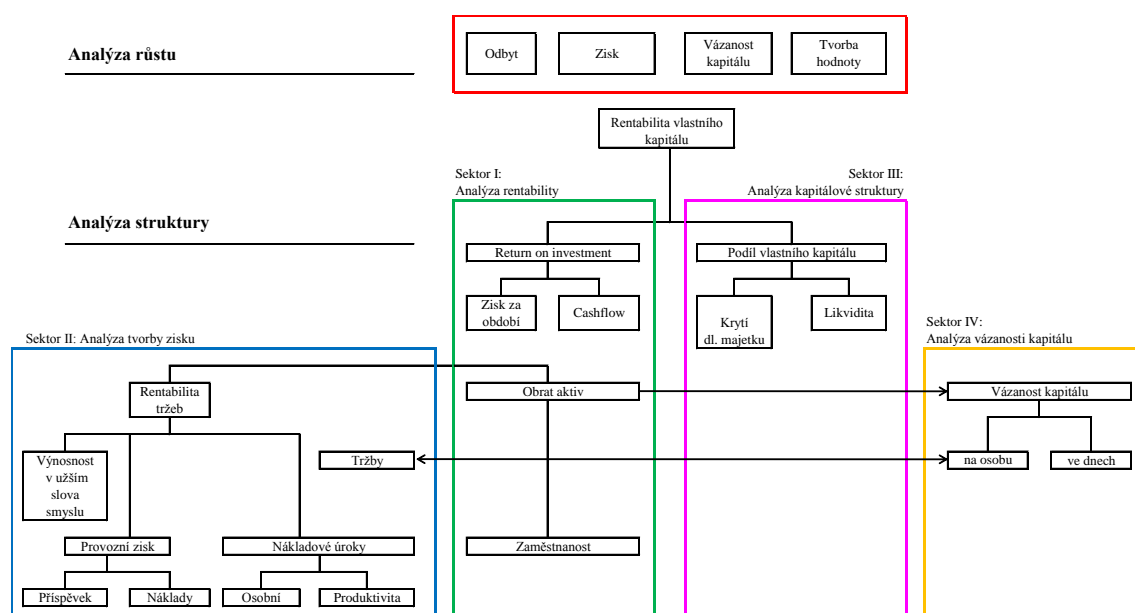 Analýza růstu
Odbyt
Zisk
Vázanost
kapitálu
Tvorba
hodnoty
Rentabilita vlastního
kapitálu
Sektor I:
Analýza rentability
Sektor III:
Analýza kapitálové struktury
Analýza struktury
Return on investment
Podíl vlastního kapitálu
Zisk za
období
Cashflow
Krytí
dl. majetku
Likvidita
Sektor II: Analýza tvorby zisku
Sektor IV:
Analýza vázanosti kapitálu
Rentabilita
tržeb
Obrat aktiv
Vázanost kapitálu
Výnosnost
v užším
slova
smyslu
Tržby
na osobu
ve dnech
Provozní zisk
Nákladové úroky
Zaměstnanost
Příspěvek
Náklady
Osobní
Produktivita